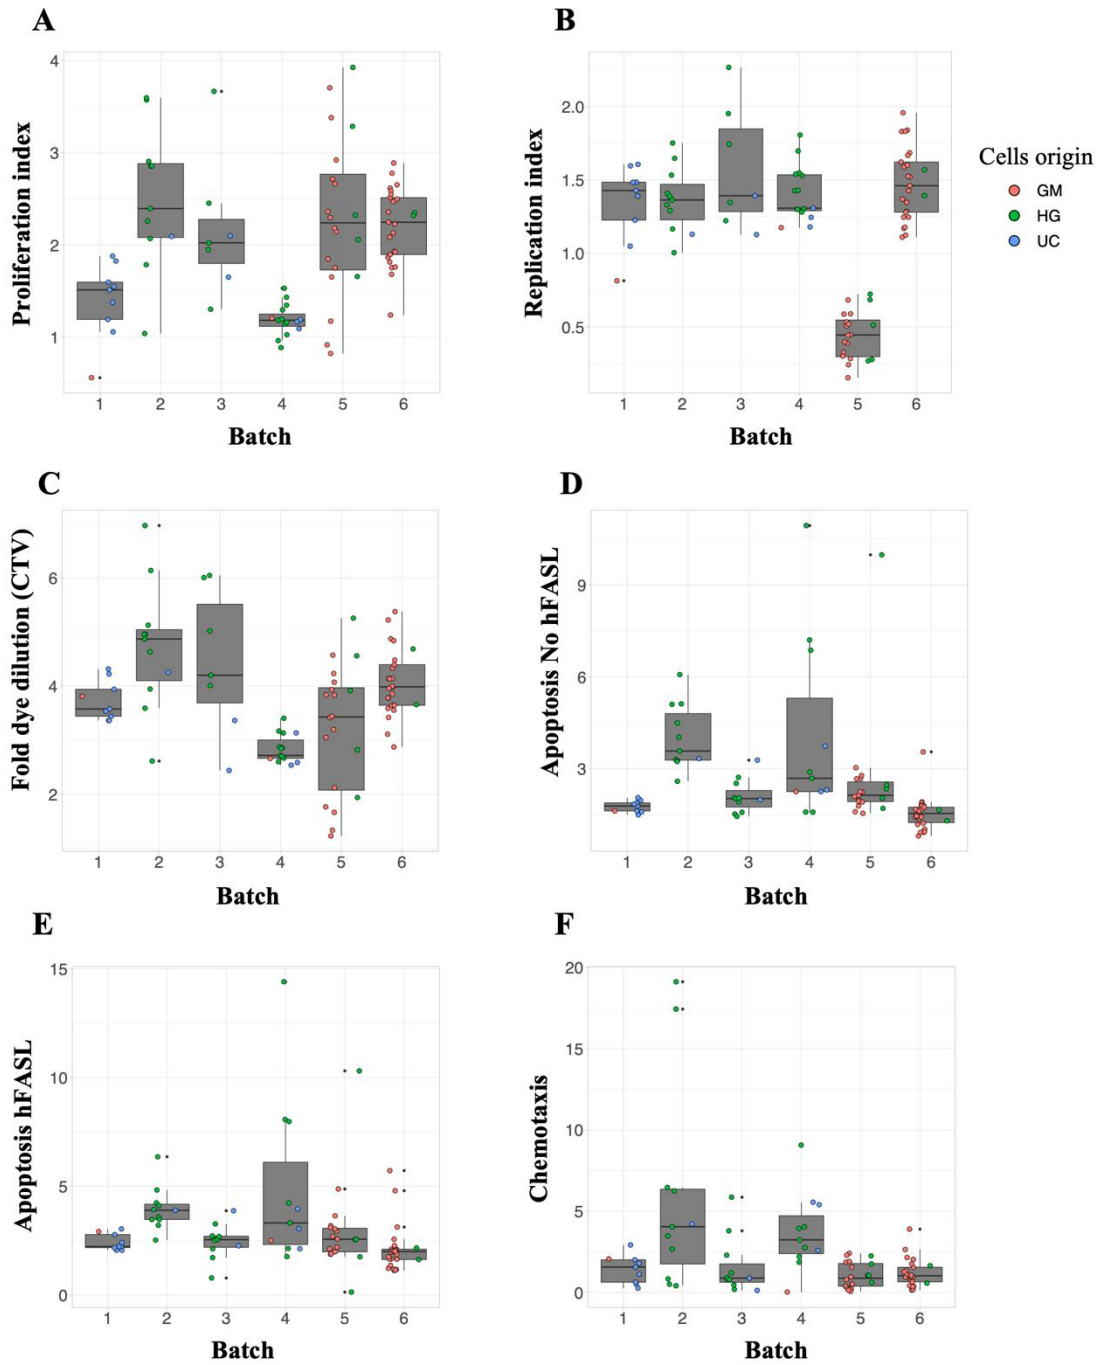 A
B
4
3
2
1
Proliferation index
1 2 3 4 5 6
Batch
2.0
1.5
1.0
0.5
Replication index
1 2 3 4 5 6
Batch
Cells origin
GM
HG
UC
C
D
6
4
2
Fold dye dilution (CTV)
1 2 3 4 5 6
Batch
9
6
3
Apoptosis No hFASL
1 2 3 4 5 6
Batch
E
F
15
10
5
0
Apoptosis hFASL
1 2 3 4 5 6
Batch
20
15
10
5
0
Chemotaxis
1 2 3 4 5 6
Batch